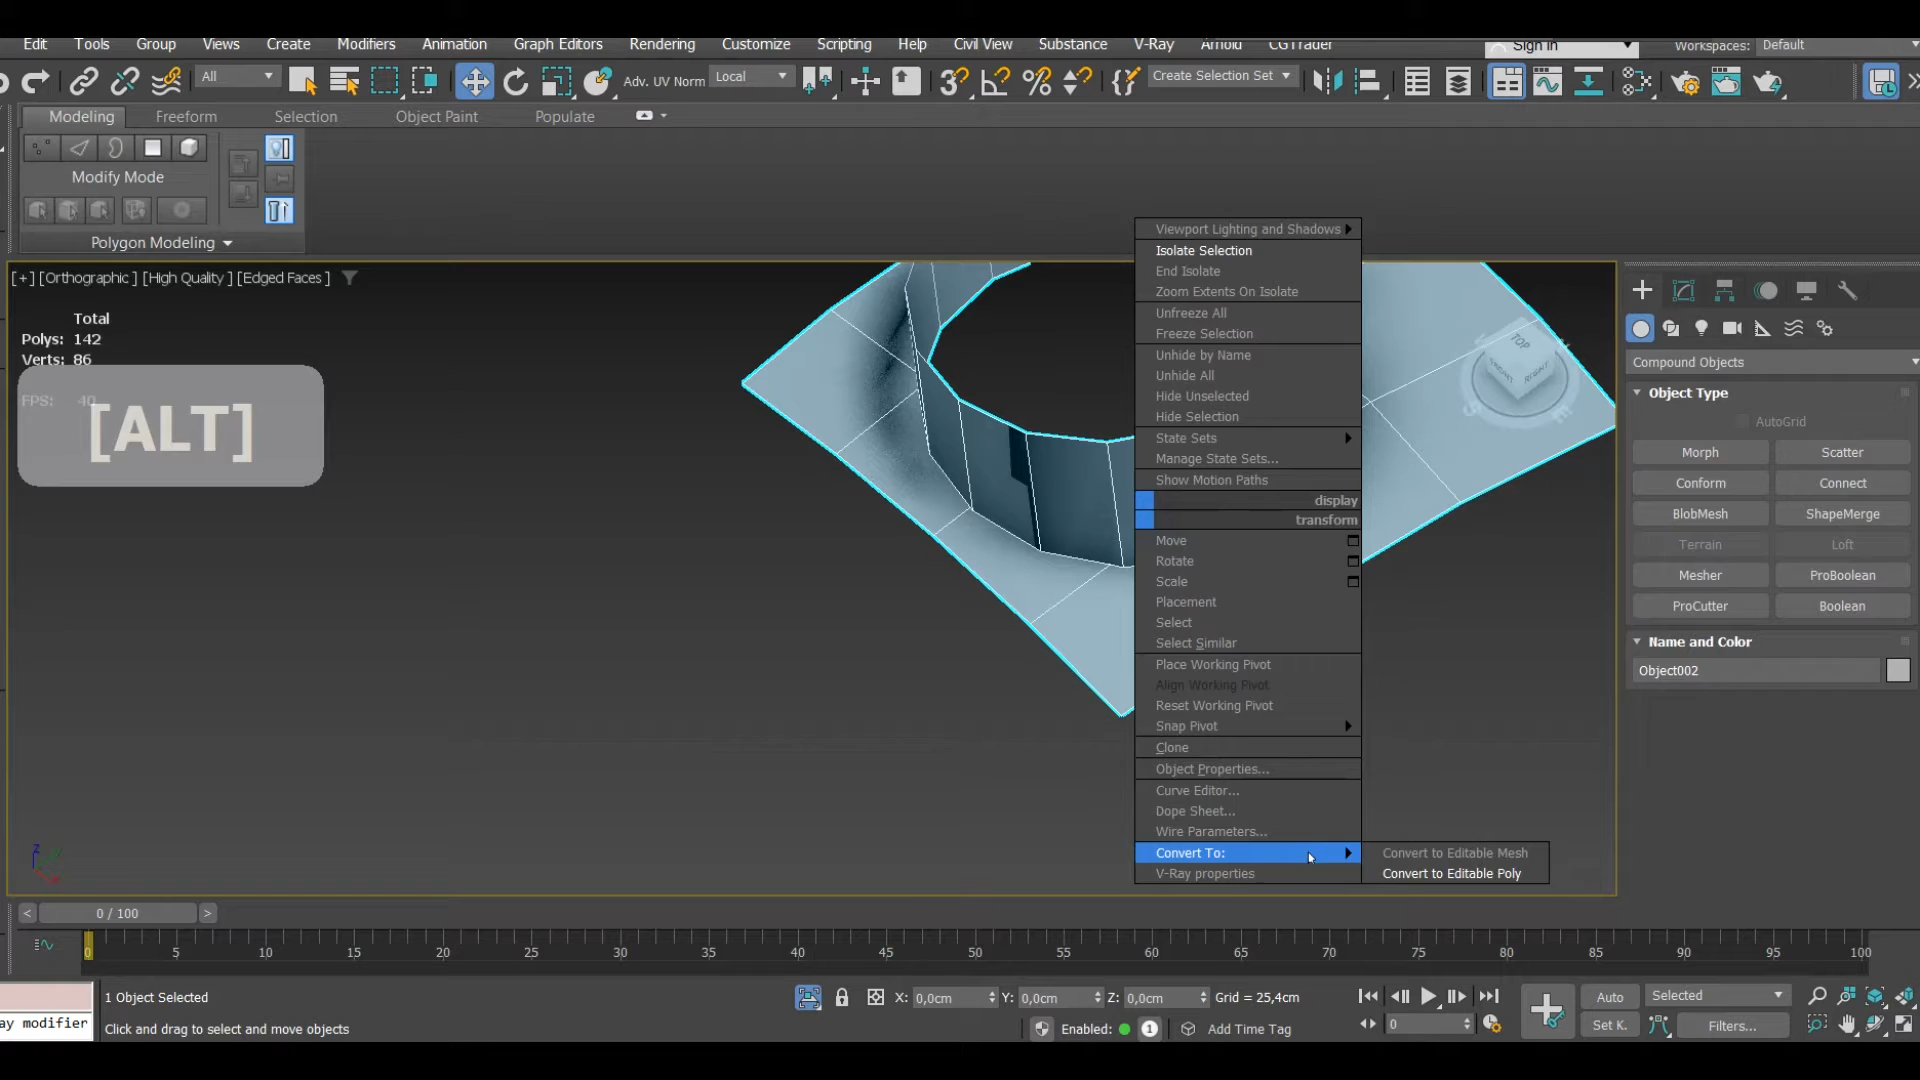 Edit Tools Group Views Create Modifiers Animation Graph Editors Rendering Customize Scripting Help Civil View Substance V-Ray Arnold CGTrader Sign In Workspaces: Default
All Adv. UV Norm Local Create Selection Set
Modeling Freeform Selection Object Paint Populate
Modify Mode
Polygon Modeling
[+] [Orthographic ] [High Quality ] [Edged Faces ]
Total
Polys: 142
Verts: 86
FPS: 40
[ALT]
Viewport Lighting and Shadows
Isolate Selection
End Isolate
Zoom Extents On Isolate
Unfreeze All
Freeze Selection
Unhide by Name
Unhide All
Hide Unselected
Hide Selection
State Sets
Manage State Sets...
Show Motion Paths
display
transform
Move
Rotate
Scale
Placement
Select
Select Similar
Place Working Pivot
Align Working Pivot
Reset Working Pivot
Snap Pivot
Clone
Object Properties...
Curve Editor...
Dope Sheet...
Wire Parameters...
Convert To:
V-Ray properties
Convert to Editable Mesh
Convert to Editable Poly
TOP
RIGHT
Compound Objects
Object Type
AutoGrid
Morph Scatter
Conform Connect
BlobMesh ShapeMerge
Terrain Loft
Mesher ProBoolean
ProCutter Boolean
Name and Color
Object002
z
< 0 / 100 >
0 5 10 15 20 25 30 35 40 45 50 55 60 65 70 75 80 85 90 95 100
1 Object Selected X: 0,0cm Y: 0,0cm Z: 0,0cm Grid = 25,4cm Auto Selected
ay modifier Click and drag to select and move objects Enabled: 1 Add Time Tag 0 Set K. Filters...